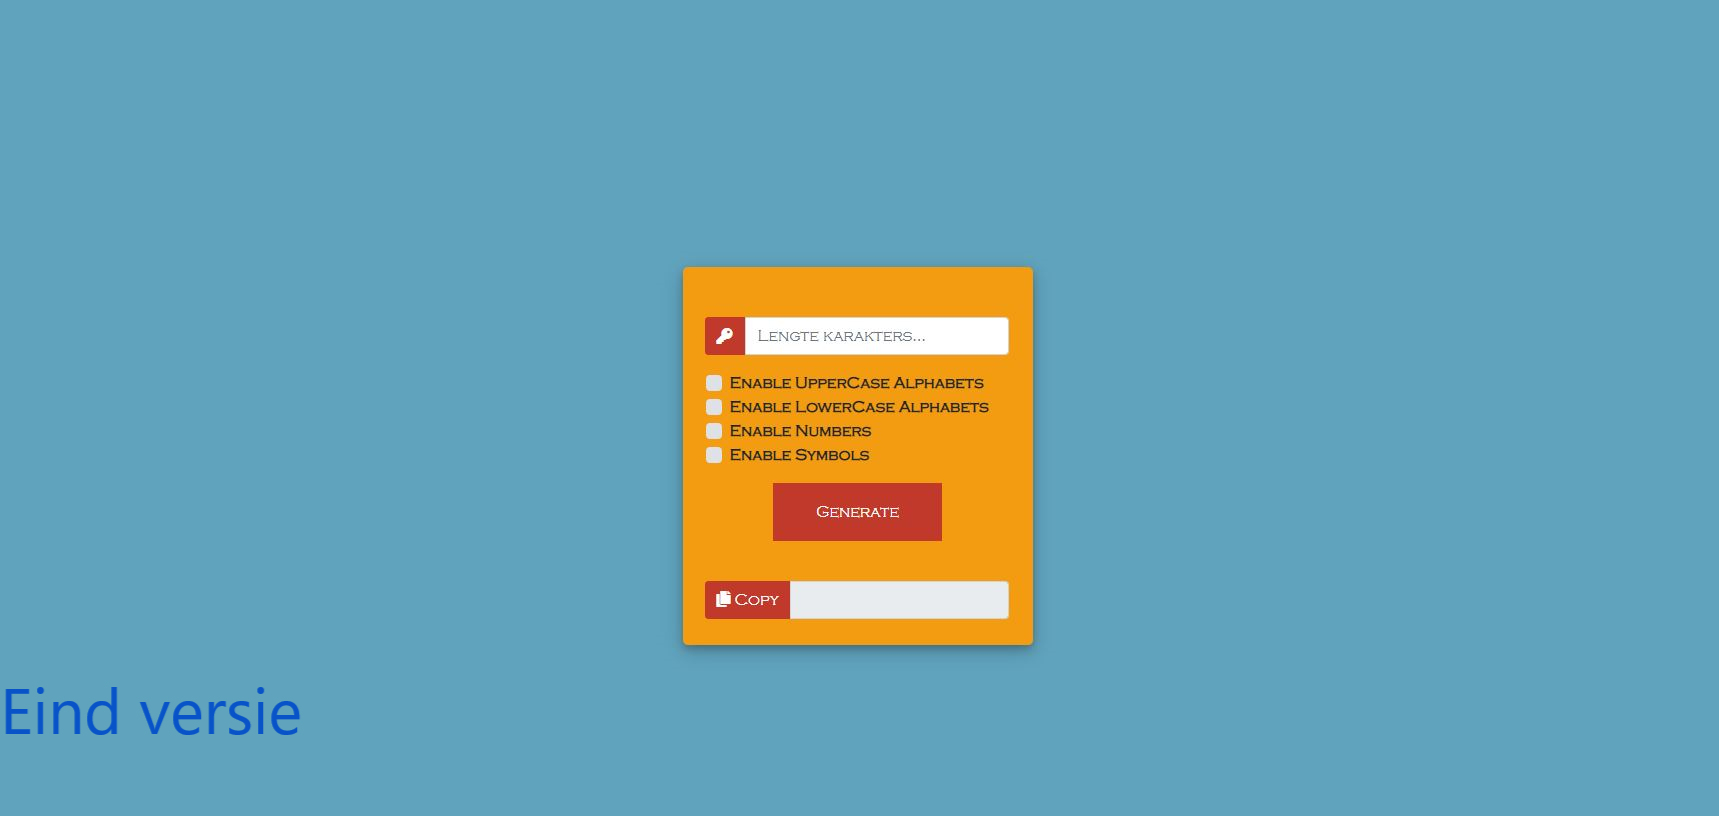 Lengte karakters...
Enable UpperCase Alphabets
Enable LowerCase Alphabets
Enable Numbers
Enable Symbols
Generate
Copy
Eind versie